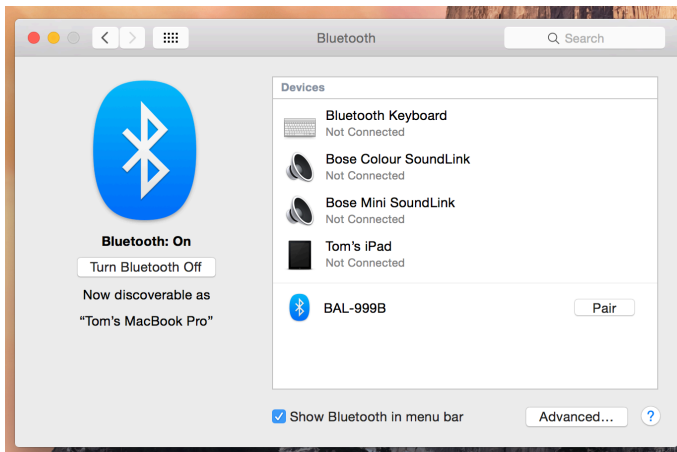 Bluetooth
Search
Bluetooth: On
Turn Bluetooth Off
Now discoverable as
“Tom’s MacBook Pro”
Devices
Bluetooth Keyboard
Not Connected
Bose Colour SoundLink
Not Connected
Bose Mini SoundLink
Not Connected
Tom’s iPad
Not Connected
BAL-999B
Pair
Show Bluetooth in menu bar
Advanced...
?